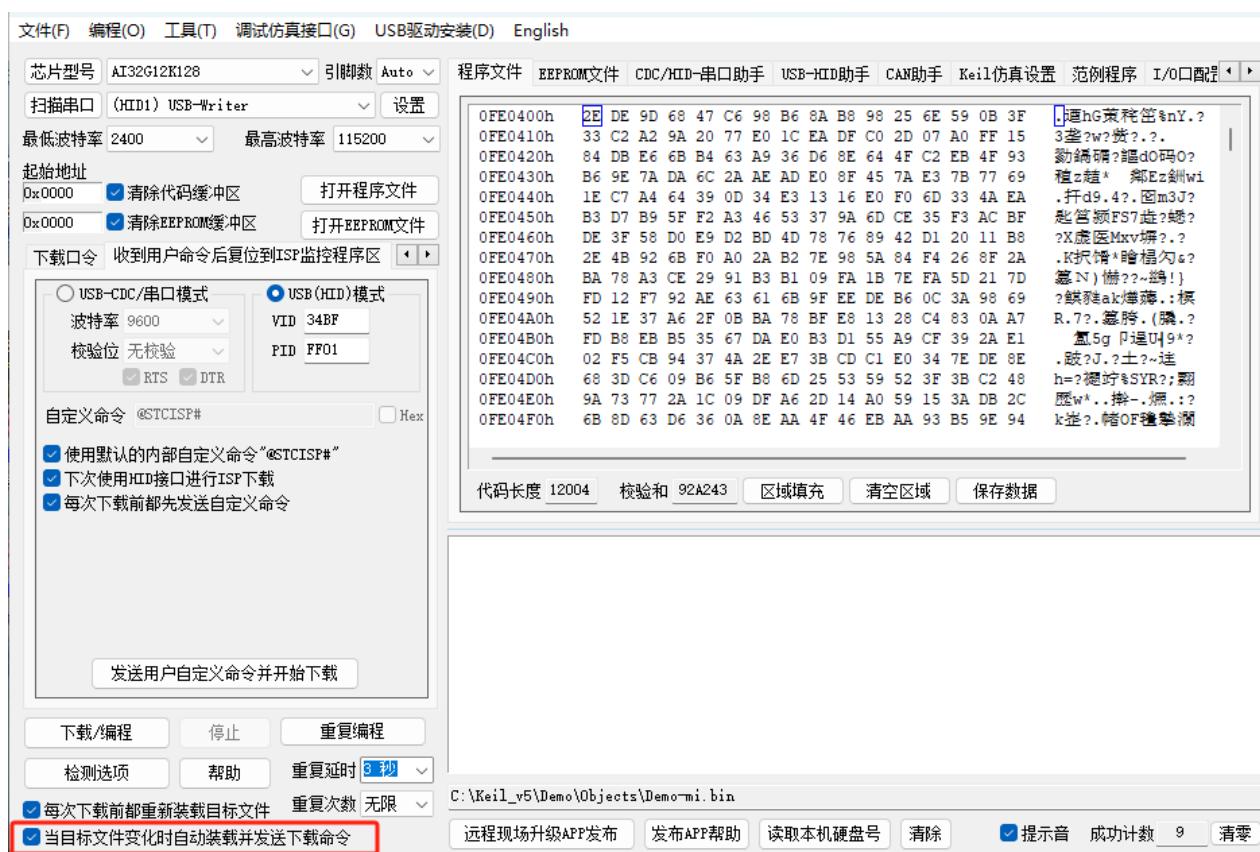 文件(F) 编程(O) 工具(T) 调试仿真接口(G) USB驱动安装(D) English
芯片型号 AI32G12K128 引脚数 Auto
扫描串口 (HID1) USB-Writer 设置
最低波特率 2400 最高波特率 115200
起始地址
0x0000 清除代码缓冲区 打开程序文件
0x0000 清除EEPROM缓冲区 打开EEPROM文件
下载口令 收到用户命令后复位到ISP监控程序区
USB-CDC/串口模式 USB(HID)模式
波特率 9600 VID 34BF
校验位 无校验 PID FF01
RTS DTR
自定义命令 @STCISP# Hex
使用默认的内部自定义命令"@STCISP#"
下次使用HID接口进行ISP下载
每次下载前都先发送自定义命令
发送用户自定义命令并开始下载
下载/编程 停止 重复编程
检测选项 帮助 重复延时 3 秒
每次下载前都重新装载目标文件 重复次数 无限
当目标文件变化时自动装载并发送下载命令
程序文件 EEPROM文件 CDC/HID-串口助手 USB-HID助手 CAN助手 Keil仿真设置 范例程序 I/O口配
0FE0400h 2E DE 9D 68 47 C6 98 B6 8A B8 98 25 6E 59 0B 3F
0FE0410h 33 C2 A2 9A 20 77 E0 1C EA DF C0 2D 07 A0 FF 15
0FE0420h 84 DB E6 6B B4 63 A9 36 D6 8E 64 4F C2 EB 4F 93
0FE0430h B6 9E 7A DA 6C 2A AE AD E0 8F 45 7A E3 7B 77 69
0FE0440h 1E C7 A4 64 39 0D 34 E3 13 16 E0 F0 6D 33 4A EA
0FE0450h B3 D7 B9 5F F2 A3 46 53 37 9A 6D CE 35 F3 AC BF
0FE0460h DE 3F 58 D0 E9 D2 BD 4D 78 76 89 42 D1 20 11 B8
0FE0470h 2E 4B 92 6B F0 A0 2A B2 7E 98 5A 84 F4 26 8F 2A
0FE0480h BA 78 A3 CE 29 91 B3 B1 09 FA 1B 7E FA 5D 21 7D
0FE0490h FD 12 F7 92 AE 63 61 6B 9F EE DE B6 0C 3A 98 69
0FE04A0h 52 1E 37 A6 2F 0B BA 78 BF E8 13 28 C4 83 0A A7
0FE04B0h FD B8 EB B5 35 67 DA E0 B3 D1 55 A9 CF 39 2A E1
0FE04C0h 02 F5 CB 94 37 4A 2E E7 3B CD C1 E0 34 7E DE 8E
0FE04D0h 68 3D C6 09 B6 5F B8 6D 25 53 59 52 3F 3B C2 48
0FE04E0h 9A 73 77 2A 1C 09 DF A6 2D 14 A0 59 15 3A DB 2C
0FE04F0h 6B 8D 63 D6 36 0A 8E AA 4F 46 EB AA 93 B5 9E 94
代码长度 12004 校验和 92A243 区域填充 清空区域 保存数据
C:\Keil_v5\Demo\Objects\Demo-mi.bin
远程现场升级APP发布 发布APP帮助 读取本机硬盘号 清除 提示音 成功计数 9 清零